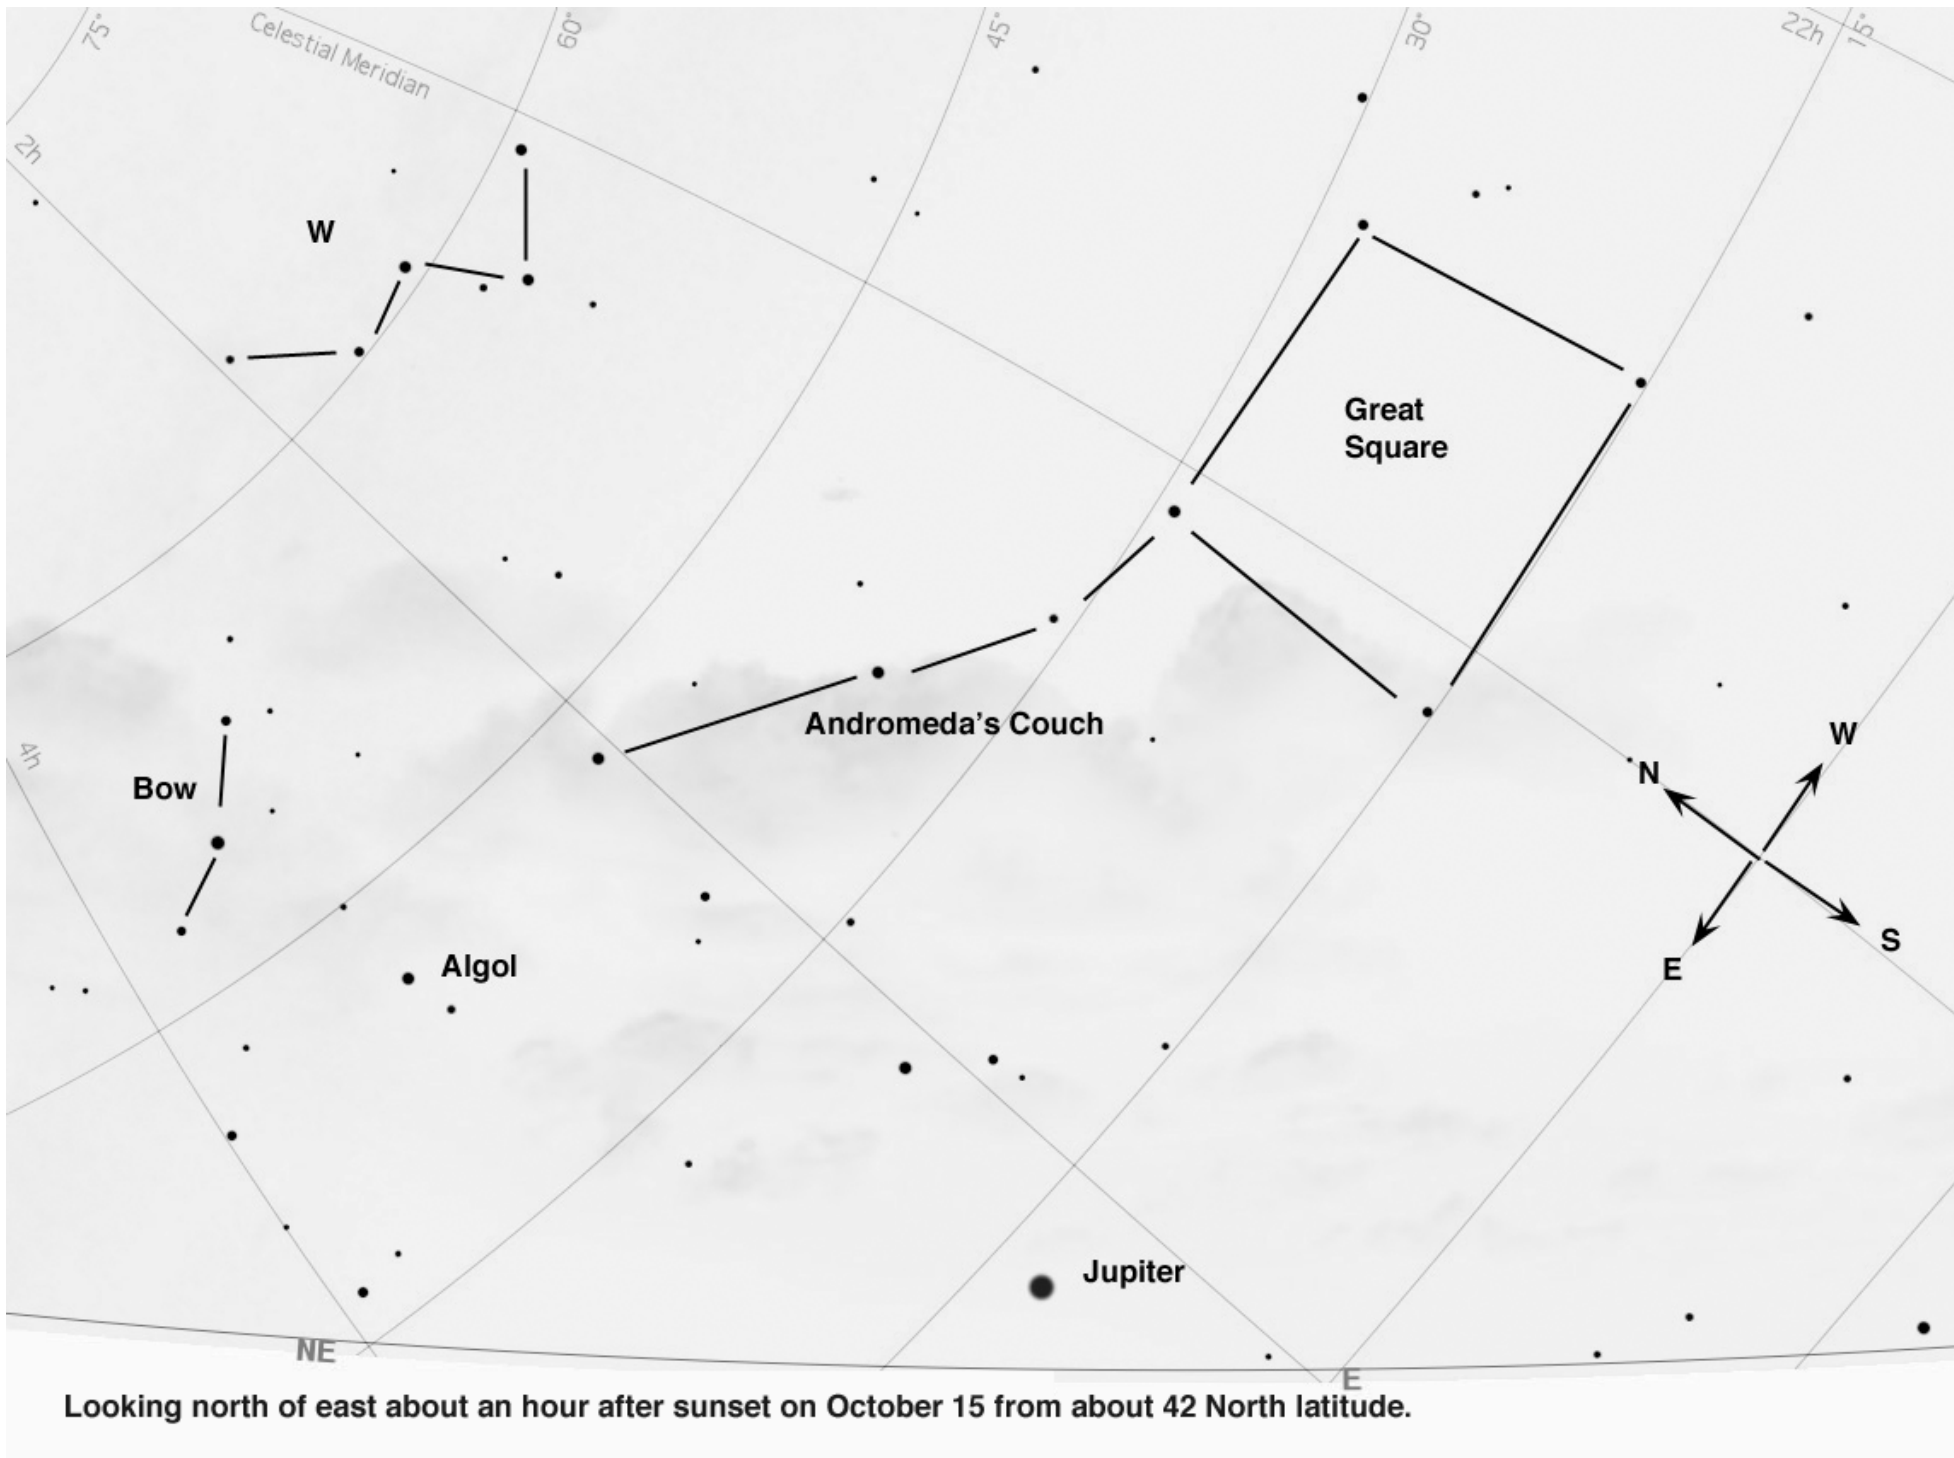 75°
Celestial Meridian
60°
45°
30°
22h
15°
2h
W
Great
Square
Andromeda's Couch
4h
Bow
W
N
S
E
Algol
Jupiter
NE
E
Looking north of east about an hour after sunset on October 15 from about 42 North latitude.